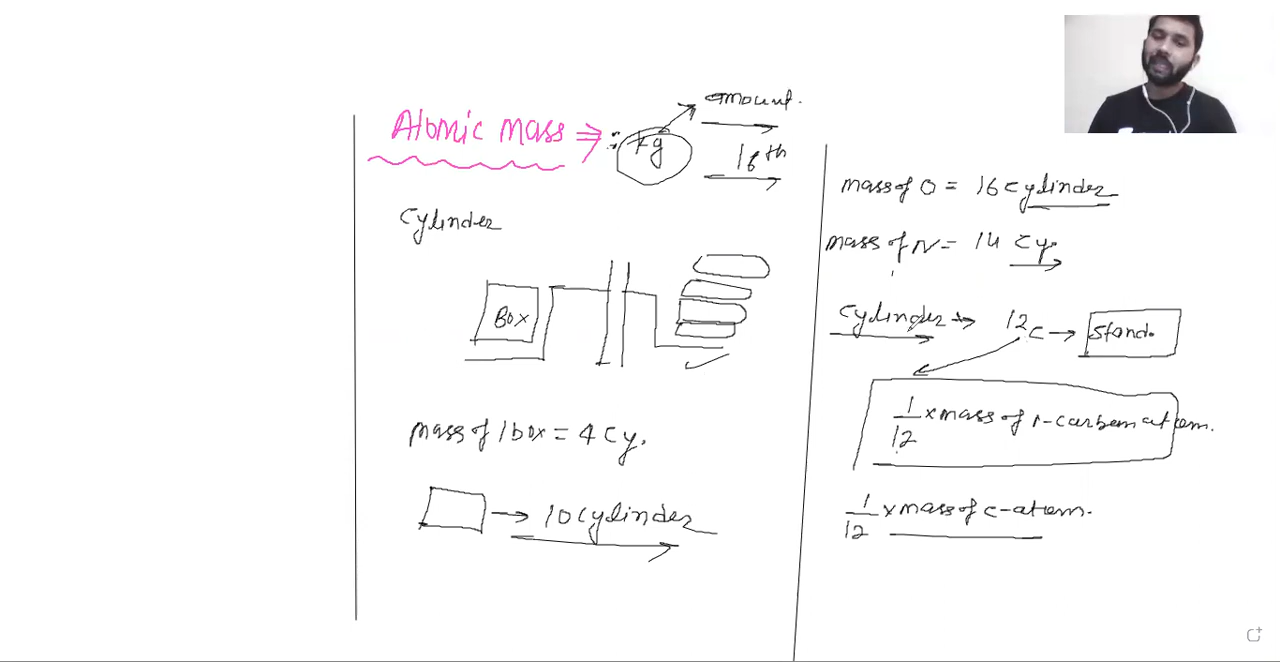 Atomic mass ⇒ kg
amount.
18th
Cylinder
Box
mass of 1 box = 4 Cy.
→ 10 cylinder
mass of O = 16 cylinder
mass of N = 14 Cy.
Cylinder → 12C → Stand.
1/12 × mass of 1-carbon atom.
1/12 × mass of c-atom.